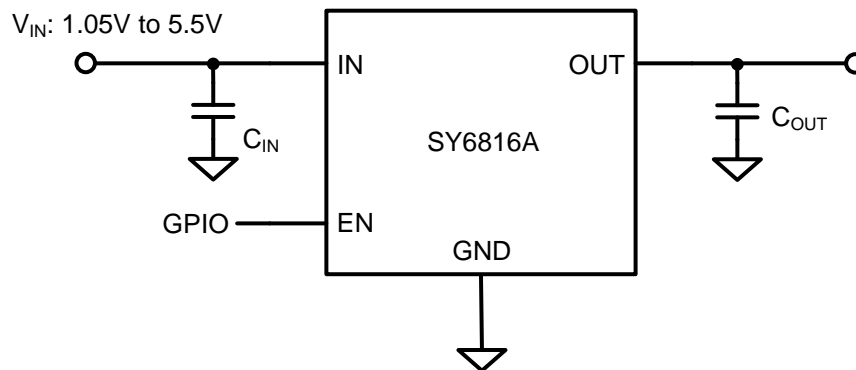 VIN: 1.05V to 5.5V
IN
OUT
CIN
SY6816A
COUT
GPIO
EN
GND